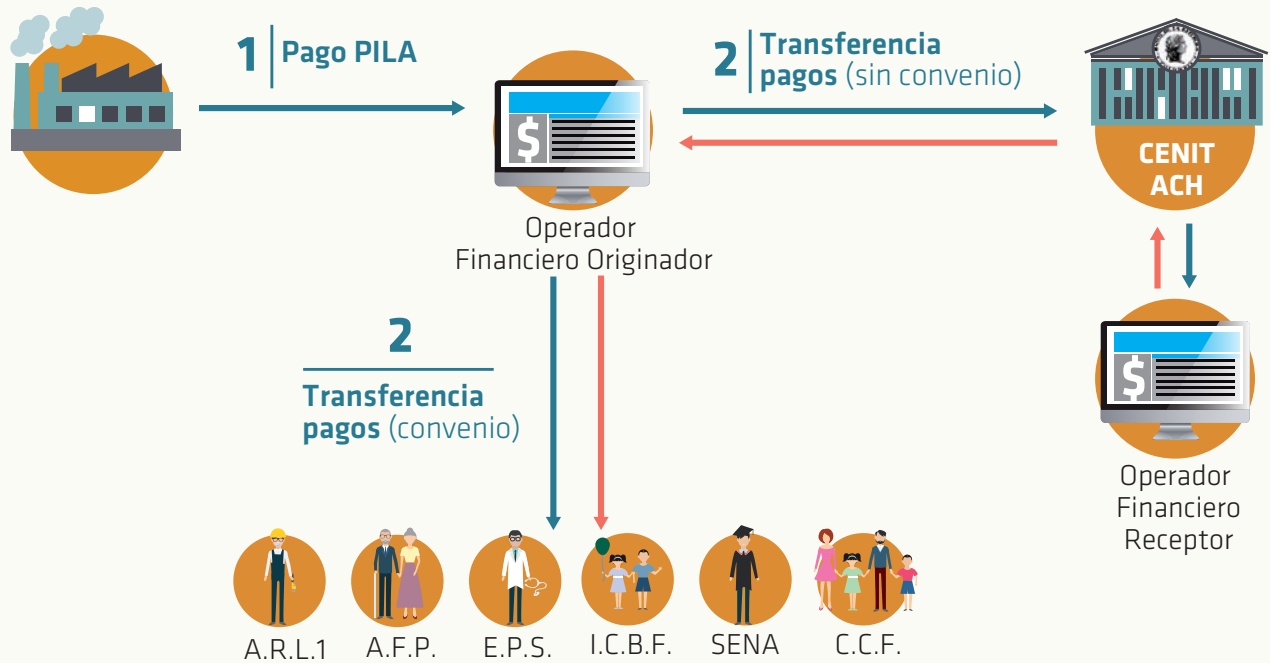 1 Pago PILA
2 Transferencia
pagos (sin convenio)
CENIT
ACH
$
Operador
Financiero Originador
2
Transferencia
pagos (convenio)
$
Operador
Financiero
Receptor
A.R.L.1 A.F.P. E.P.S. I.C.B.F. SENA C.C.F.